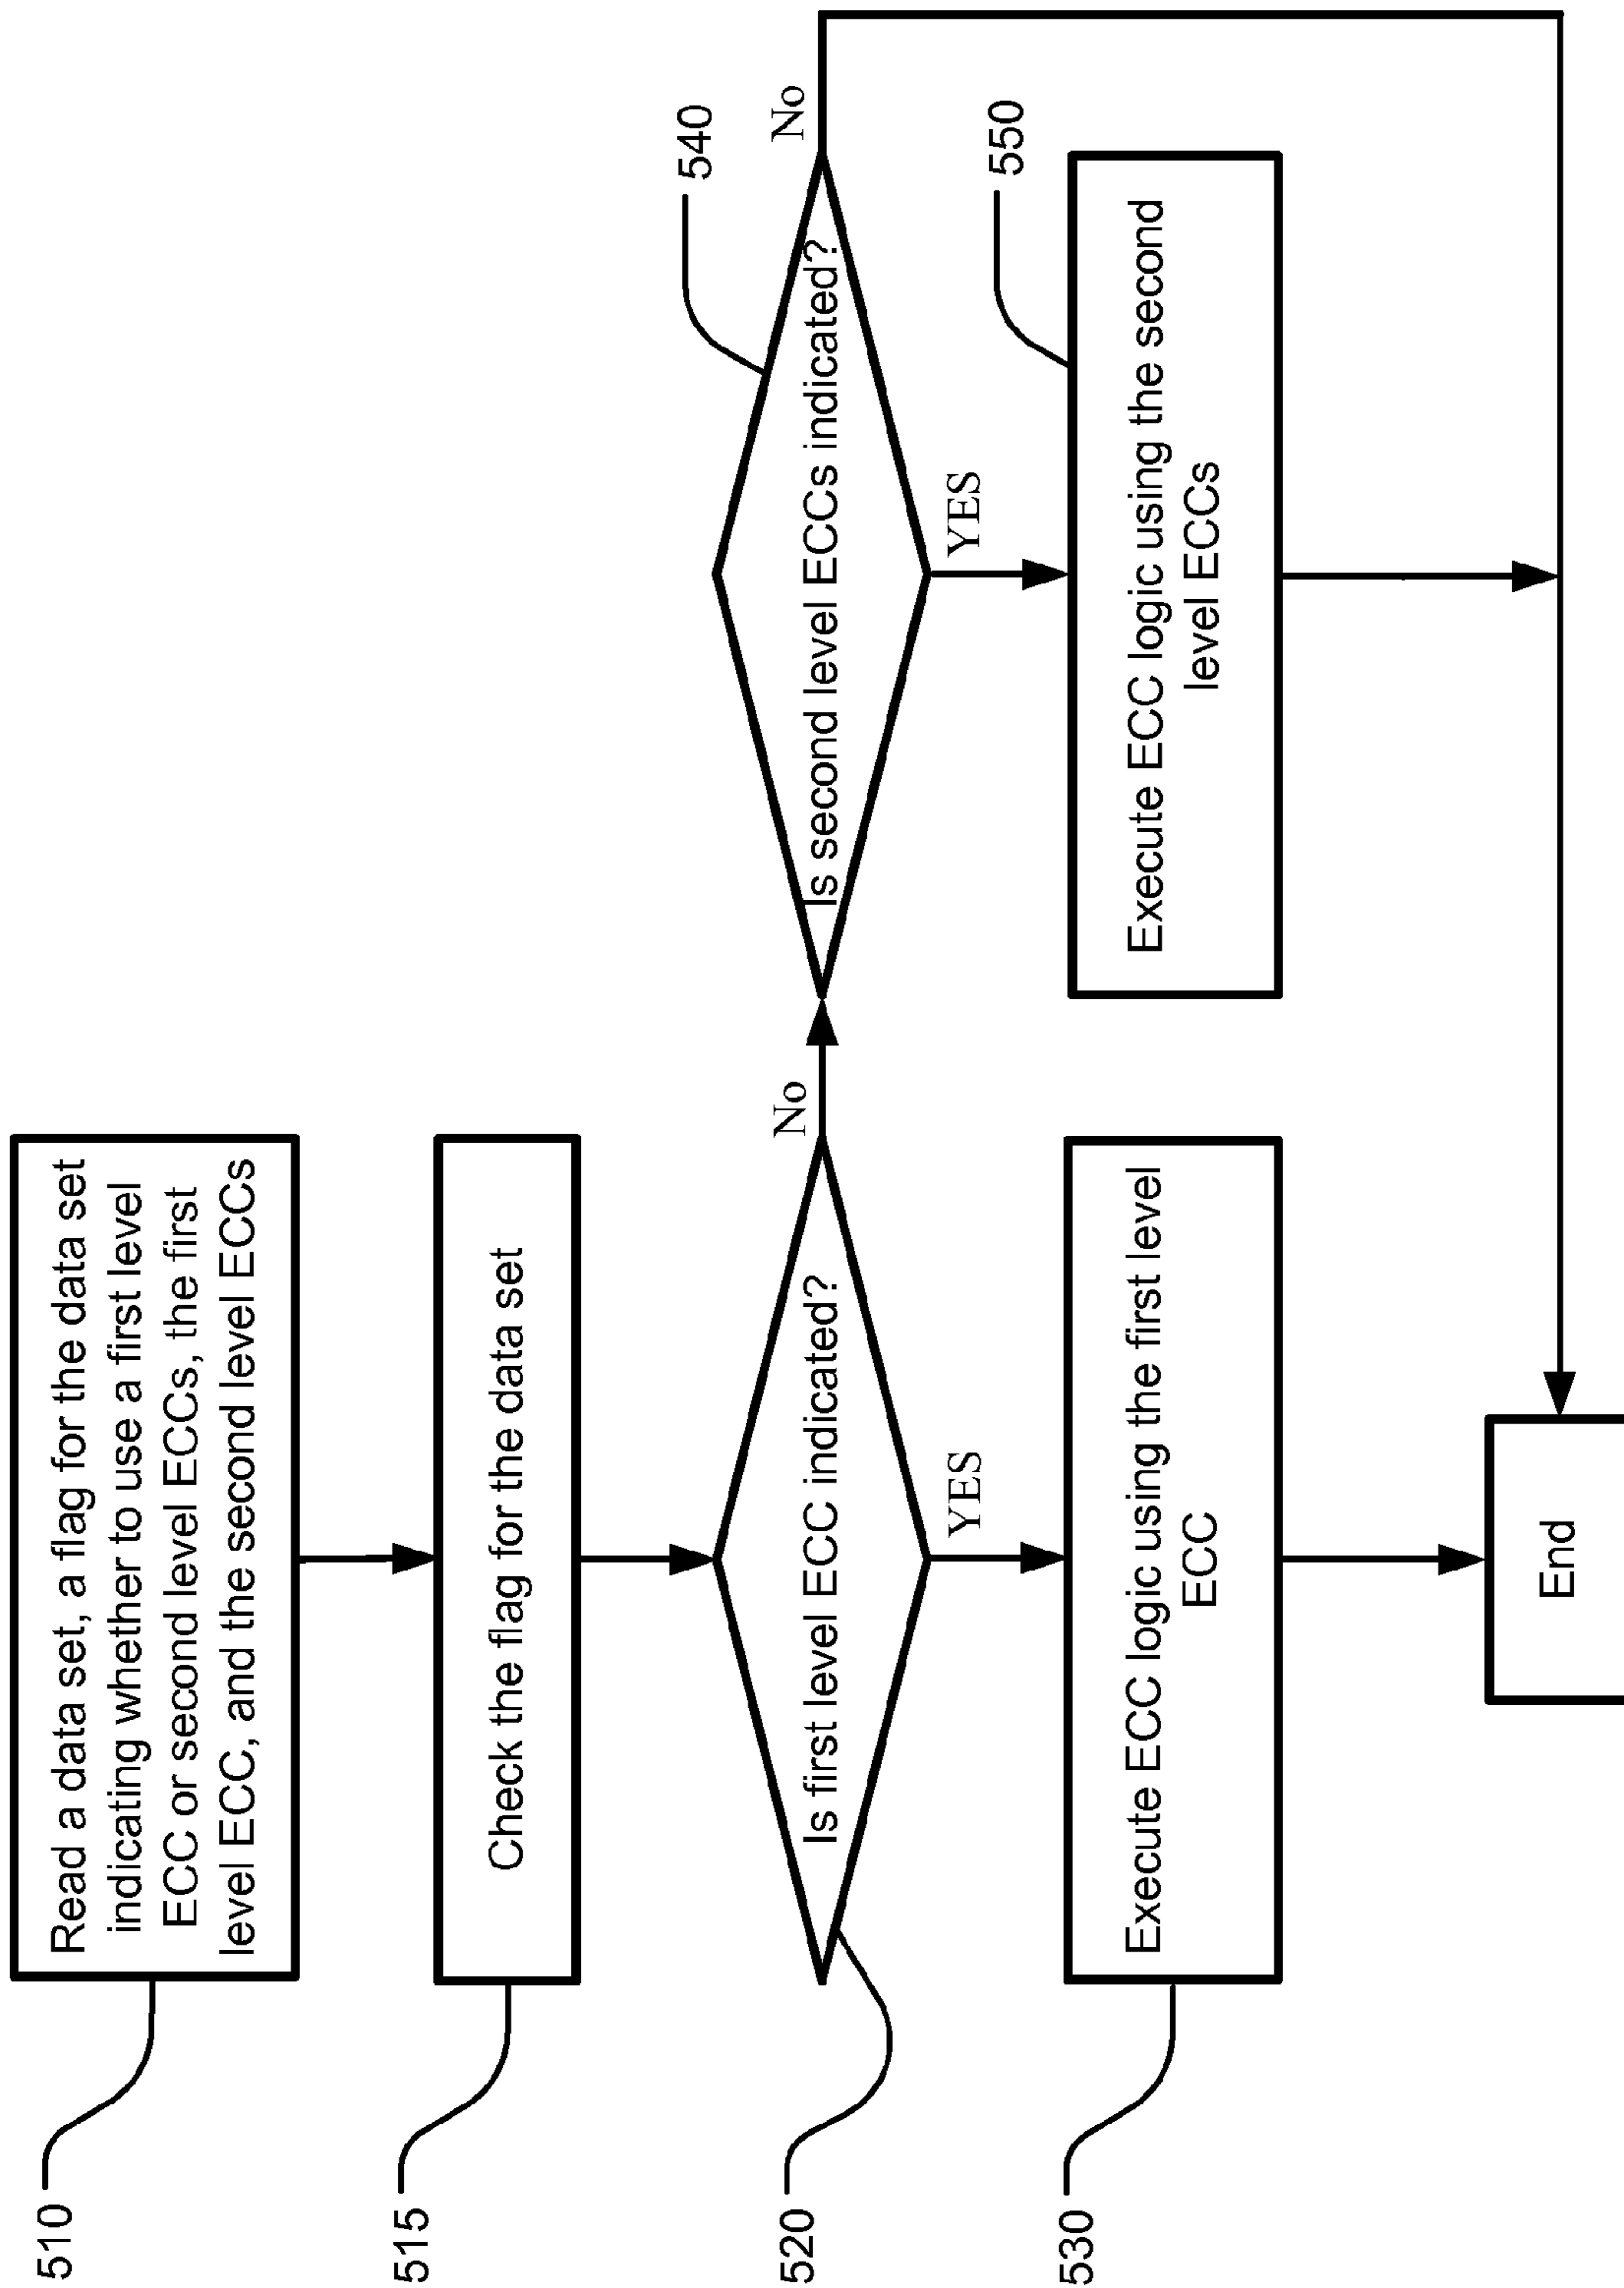 510
Read a data set, a flag for the data set
indicating whether to use a first level
ECC or second level ECCs, the first
level ECC, and the second level ECCs
515
Check the flag for the data set
520
Is first level ECC indicated?
No
YES
530
Execute ECC logic using the first level
ECC
540
Is second level ECCs indicated?
No
YES
550
Execute ECC logic using the second
level ECCs
End